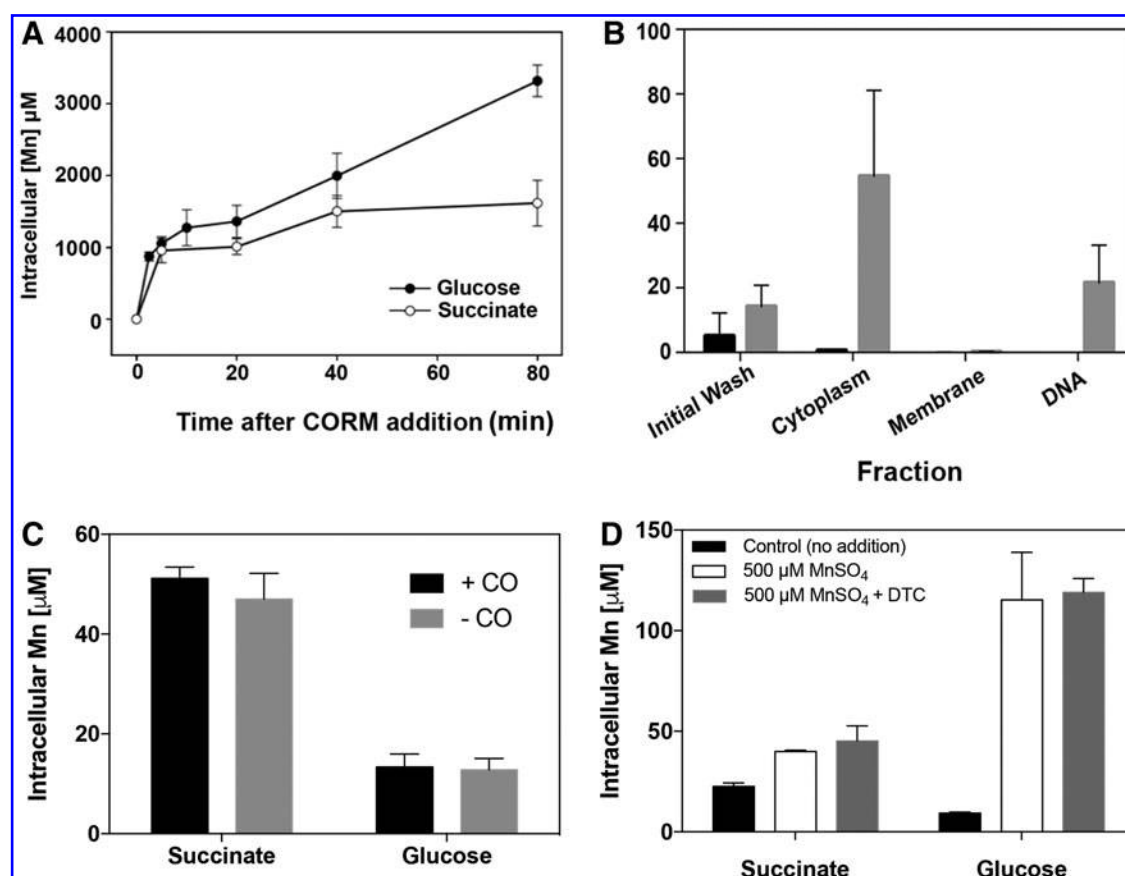 A
4000
3000
2000
1000
0
Intracellular [Mn] µM
Glucose
Succinate
0 20 40 60 80
Time after CORM addition (min)
B
100
80
60
40
20
0
Initial Wash
Cytoplasm
Membrane
DNA
Fraction
C
60
40
20
0
Intracellular Mn [µM]
+ CO
- CO
Succinate Glucose
D
150
100
50
0
Intracellular Mn [µM]
Control (no addition)
500 µM MnSO₄
500 µM MnSO₄ + DTC
Succinate Glucose